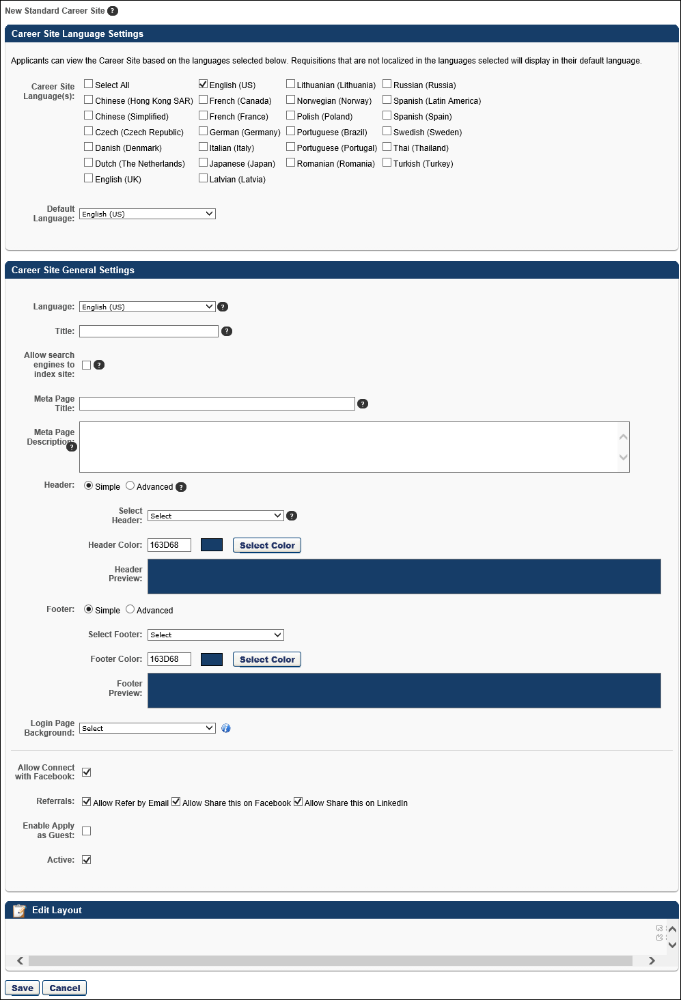 New Standard Career Site ?
Career Site Language Settings
Applicants can view the Career Site based on the languages selected below. Requisitions that are not localized in the languages selected will display in their default language.
Career Site Language(s):
Select All English (US) Lithuanian (Lithuania) Russian (Russia)
Chinese (Hong Kong SAR) French (Canada) Norwegian (Norway) Spanish (Latin America)
Chinese (Simplified) French (France) Polish (Poland) Spanish (Spain)
Czech (Czech Republic) German (Germany) Portuguese (Brazil) Swedish (Sweden)
Danish (Denmark) Italian (Italy) Portuguese (Portugal) Thai (Thailand)
Dutch (The Netherlands) Japanese (Japan) Romanian (Romania) Turkish (Turkey)
English (UK) Latvian (Latvia)
Default
Language: English (US)
Career Site General Settings
Language: English (US) ?
Title: ?
Allow search
engines to ?
index site:
Meta Page
Title: ?
Meta Page
Description:
?
Header: Simple Advanced ?
Select
Header: Select ?
Header Color: 163D68 Select Color
Header
Preview:
Footer: Simple Advanced
Select Footer: Select
Footer Color: 163D68 Select Color
Footer
Preview:
Login Page
Background: Select i
Allow Connect
with Facebook:
Referrals: Allow Refer by Email Allow Share this on Facebook Allow Share this on LinkedIn
Enable Apply
as Guest:
Active:
Edit Layout
Save Cancel